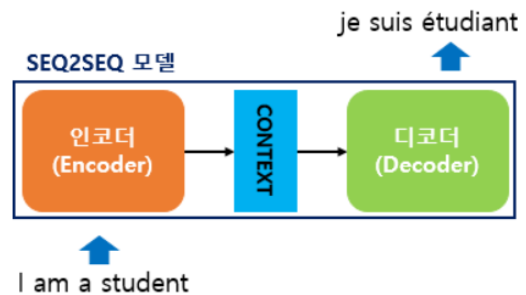 je suis étudiant
SEQ2SEQ 모델
인코더
(Encoder)
CONTEXT
디코더
(Decoder)
I am a student